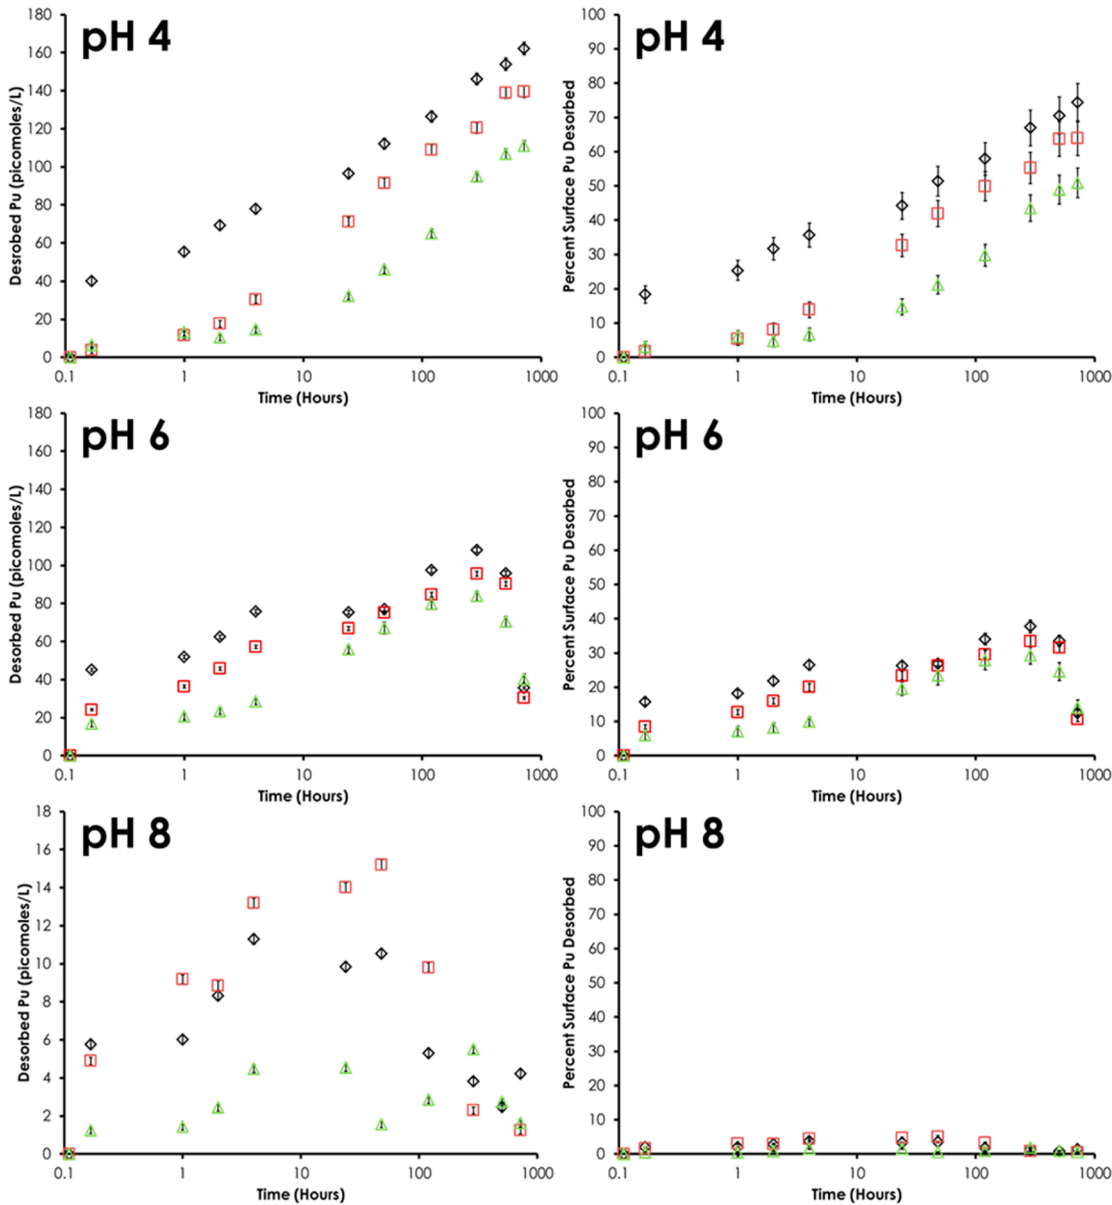 pH 4
Desrobed Pu (picomoles/L)
180
160
140
120
100
80
60
40
20
0
0.1 1 10 100 1000
Time (Hours)
pH 4
Percent Surface Pu Desorbed
100
90
80
70
60
50
40
30
20
10
0
0.1 1 10 100 1000
Time (Hours)
pH 6
Desorbed Pu (picomoles/L)
180
160
140
120
100
80
60
40
20
0
0.1 1 10 100 1000
Time (Hours)
pH 6
Percent Surface Pu Desorbed
100
90
80
70
60
50
40
30
20
10
0
0.1 1 10 100 1000
Time (Hours)
pH 8
Desorbed Pu (picomoles/L)
18
16
14
12
10
8
6
4
2
0
0.1 1 10 100 1000
Time (Hours)
pH 8
Percent Surface Pu Desorbed
100
90
80
70
60
50
40
30
20
10
0
0.1 1 10 100 1000
Time (Hours)